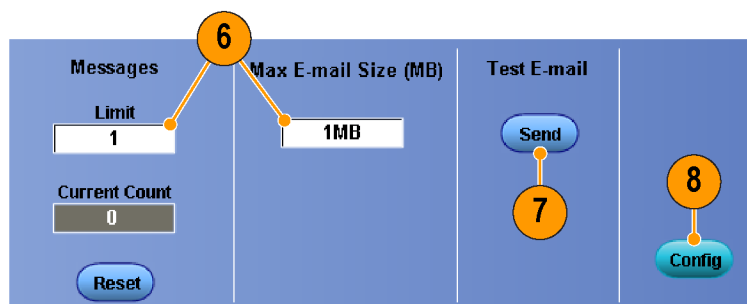 6
Messages
Max E-mail Size (MB)
Test E-mail
Limit
1
1MB
Send
Current Count
0
7
8
Reset
Config